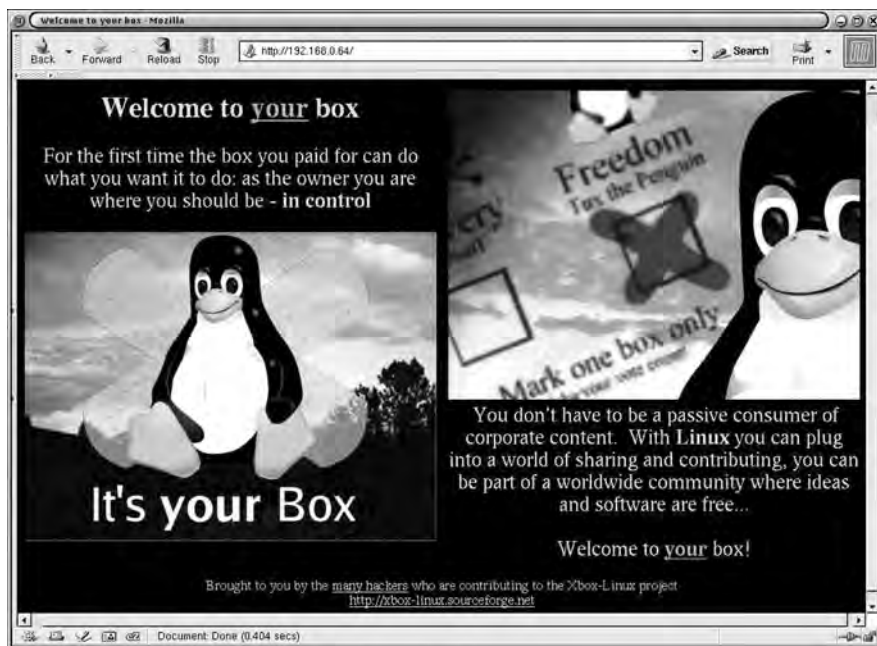 Welcome to your box - Mozilla
Back
Forward
Reload
Stop
http://192.168.0.64/
Search
Print
Welcome to your box
For the first time the box you paid for can do
what you want it to do: as the owner you are
where you should be - in control
It's your Box
Freedom
Tux the Penguin
Mark one box only
You don't have to be a passive consumer of
corporate content. With Linux you can plug
into a world of sharing and contributing, you can
be part of a worldwide community where ideas
and software are free...
Welcome to your box!
Brought to you by the many hackers who are contributing to the Xbox-Linux project
http://xbox-linux.sourceforge.net
Document: Done (0.404 secs)